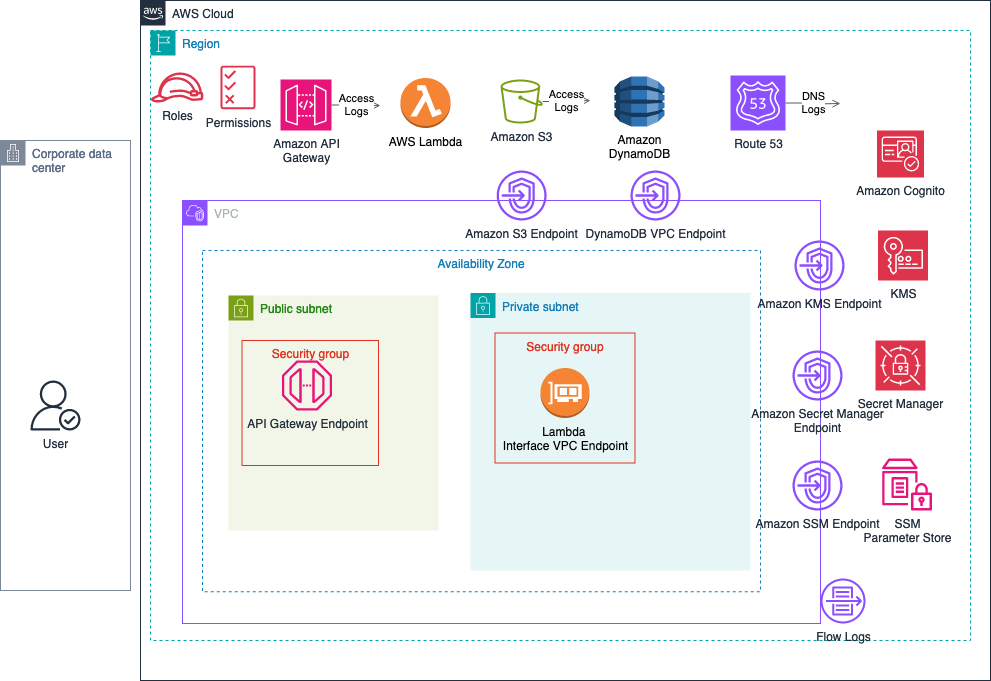 aws
AWS Cloud
Region
Roles
Permissions
Amazon API
Gateway
Access
Logs
AWS Lambda
Amazon S3
Access
Logs
Amazon
DynamoDB
53
Route 53
DNS
Logs
Amazon Cognito
Corporate data
center
User
VPC
Amazon S3 Endpoint
DynamoDB VPC Endpoint
Availability Zone
Public subnet
Security group
API Gateway Endpoint
Private subnet
Security group
Lambda
Interface VPC Endpoint
Amazon KMS Endpoint
KMS
Amazon Secret Manager
Endpoint
Secret Manager
Amazon SSM Endpoint
SSM
Parameter Store
Flow Logs